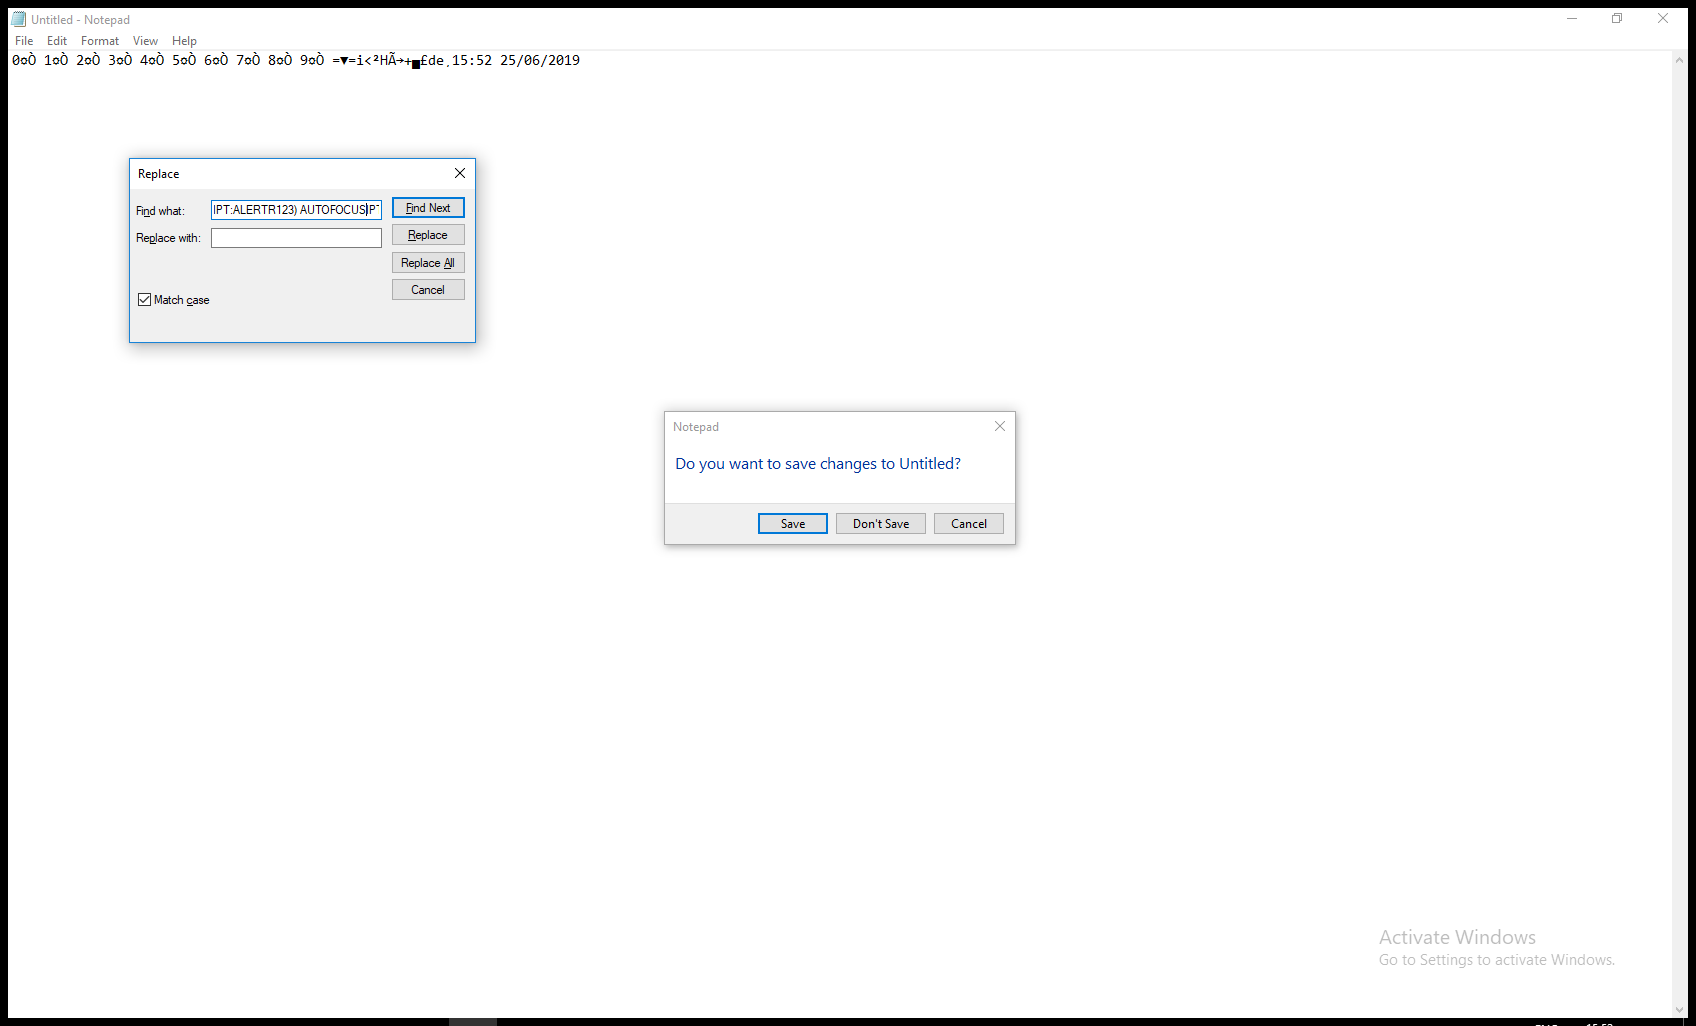 Untitled - Notepad
File Edit Format View Help
0¤Ò 1¤Ò 2¤Ò 3¤Ò 4¤Ò 5¤Ò 6¤Ò 7¤Ò 8¤Ò 9¤Ò =▼=i<²HÃ→+▄£de¸15:52 25/06/2019
Replace
Find what: IPT:ALERTR123) AUTOFOCUSIPT Find Next
Replace with: Replace
Replace All
Cancel
Match case
Notepad
Do you want to save changes to Untitled?
Save Don't Save Cancel
Activate Windows
Go to Settings to activate Windows.